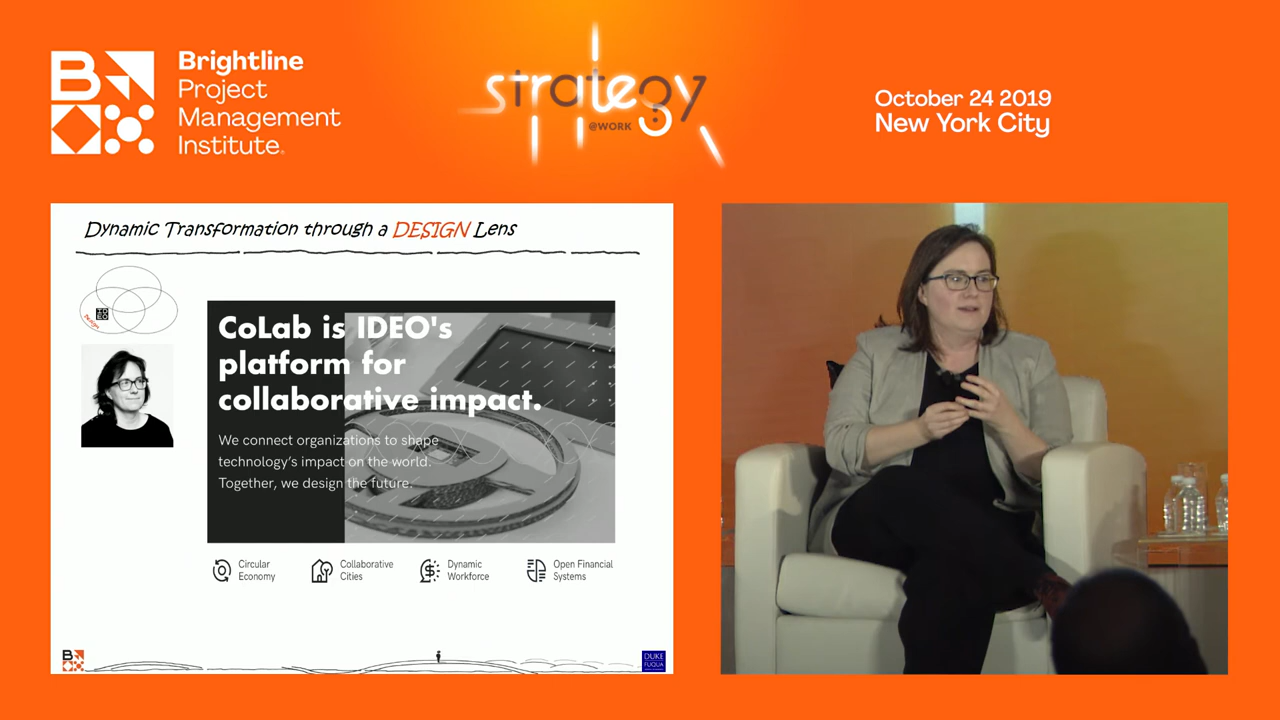 Brightline
Project
Management
Institute®
strategy
@WORK
October 24 2019
New York City
Dynamic Transformation through a DESIGN Lens
IDEO
DESIGN
CoLab is IDEO's
platform for
collaborative impact.
We connect organizations to shape
technology's impact on the world.
Together, we design the future.
Circular
Economy
Collaborative
Cities
Dynamic
Workforce
Open Financial
Systems
DUKE
FUQUA